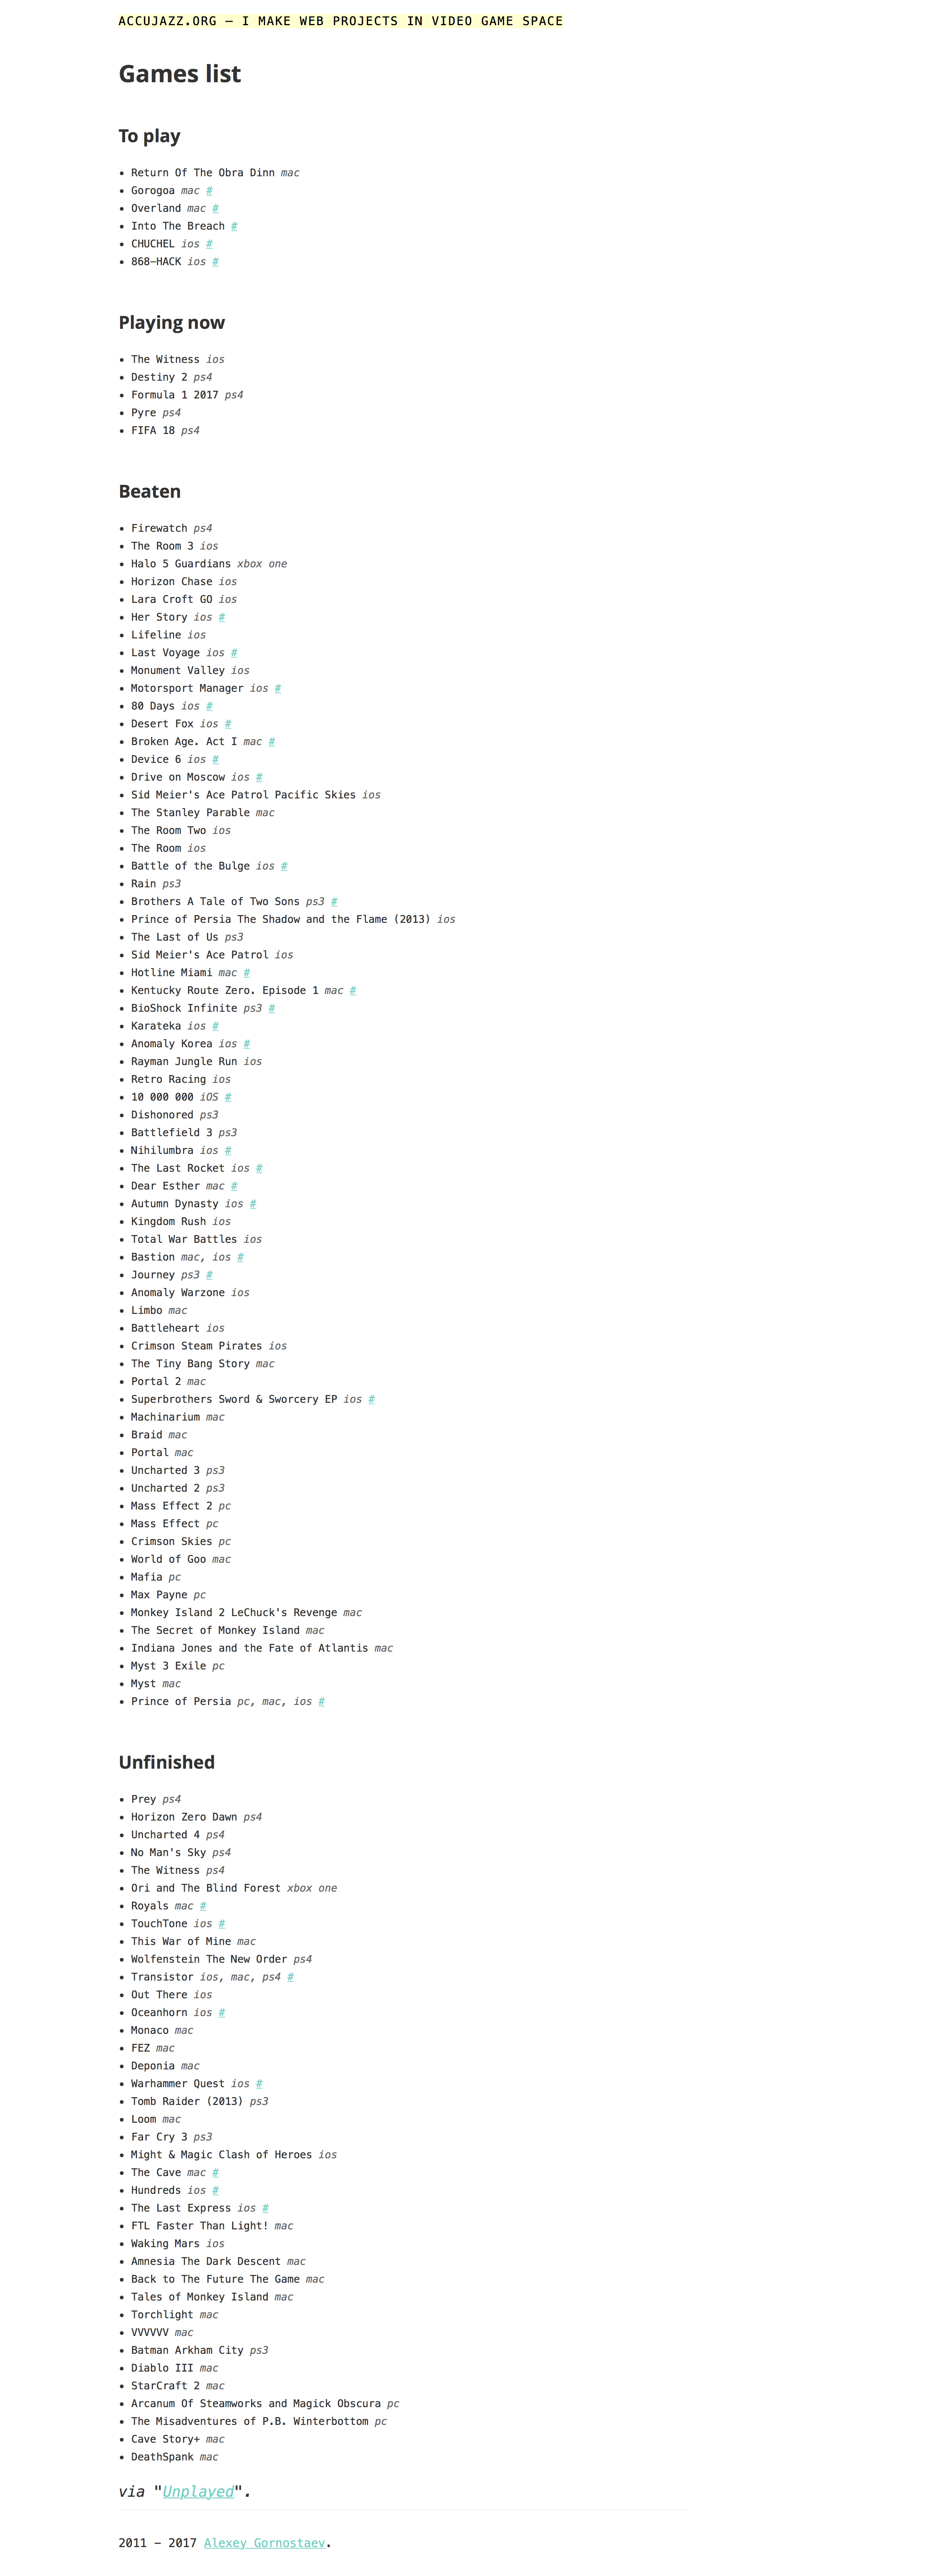 ACCUJAZZ.ORG — I MAKE WEB PROJECTS IN VIDEO GAME SPACE
Games list
To play
• Return Of The Obra Dinn mac
• Gorogoa mac #
• Overland mac #
• Into The Breach #
• CHUCHEL ios #
• 868-HACK ios #
Playing now
• The Witness ios
• Destiny 2 ps4
• Formula 1 2017 ps4
• Pyre ps4
• FIFA 18 ps4
Beaten
• Firewatch ps4
• The Room 3 ios
• Halo 5 Guardians xbox one
• Horizon Chase ios
• Lara Croft GO ios
• Her Story ios #
• Lifeline ios
• Last Voyage ios #
• Monument Valley ios
• Motorsport Manager ios #
• 80 Days ios #
• Desert Fox ios #
• Broken Age. Act I mac #
• Device 6 ios #
• Drive on Moscow ios #
• Sid Meier's Ace Patrol Pacific Skies ios
• The Stanley Parable mac
• The Room Two ios
• The Room ios
• Battle of the Bulge ios #
• Rain ps3
• Brothers A Tale of Two Sons ps3 #
• Prince of Persia The Shadow and the Flame (2013) ios
• The Last of Us ps3
• Sid Meier's Ace Patrol ios
• Hotline Miami mac #
• Kentucky Route Zero. Episode 1 mac #
• BioShock Infinite ps3 #
• Karateka ios #
• Anomaly Korea ios #
• Rayman Jungle Run ios
• Retro Racing ios
• 10 000 000 iOS #
• Dishonored ps3
• Battlefield 3 ps3
• Nihilumbra ios #
• The Last Rocket ios #
• Dear Esther mac #
• Autumn Dynasty ios #
• Kingdom Rush ios
• Total War Battles ios
• Bastion mac, ios #
• Journey ps3 #
• Anomaly Warzone ios
• Limbo mac
• Battleheart ios
• Crimson Steam Pirates ios
• The Tiny Bang Story mac
• Portal 2 mac
• Superbrothers Sword & Sworcery EP ios #
• Machinarium mac
• Braid mac
• Portal mac
• Uncharted 3 ps3
• Uncharted 2 ps3
• Mass Effect 2 pc
• Mass Effect pc
• Crimson Skies pc
• World of Goo mac
• Mafia pc
• Max Payne pc
• Monkey Island 2 LeChuck's Revenge mac
• The Secret of Monkey Island mac
• Indiana Jones and the Fate of Atlantis mac
• Myst 3 Exile pc
• Myst mac
• Prince of Persia pc, mac, ios #
Unfinished
• Prey ps4
• Horizon Zero Dawn ps4
• Uncharted 4 ps4
• No Man's Sky ps4
• The Witness ps4
• Ori and The Blind Forest xbox one
• Royals mac #
• TouchTone ios #
• This War of Mine mac
• Wolfenstein The New Order ps4
• Transistor ios, mac, ps4 #
• Out There ios
• Oceanhorn ios #
• Monaco mac
• FEZ mac
• Deponia mac
• Warhammer Quest ios #
• Tomb Raider (2013) ps3
• Loom mac
• Far Cry 3 ps3
• Might & Magic Clash of Heroes ios
• The Cave mac #
• Hundreds ios #
• The Last Express ios #
• FTL Faster Than Light! mac
• Waking Mars ios
• Amnesia The Dark Descent mac
• Back to The Future The Game mac
• Tales of Monkey Island mac
• Torchlight mac
• VVVVVV mac
• Batman Arkham City ps3
• Diablo III mac
• StarCraft 2 mac
• Arcanum Of Steamworks and Magick Obscura pc
• The Misadventures of P.B. Winterbottom pc
• Cave Story+ mac
• DeathSpank mac
via "Unplayed".
2011 – 2017 Alexey Gornostaev.